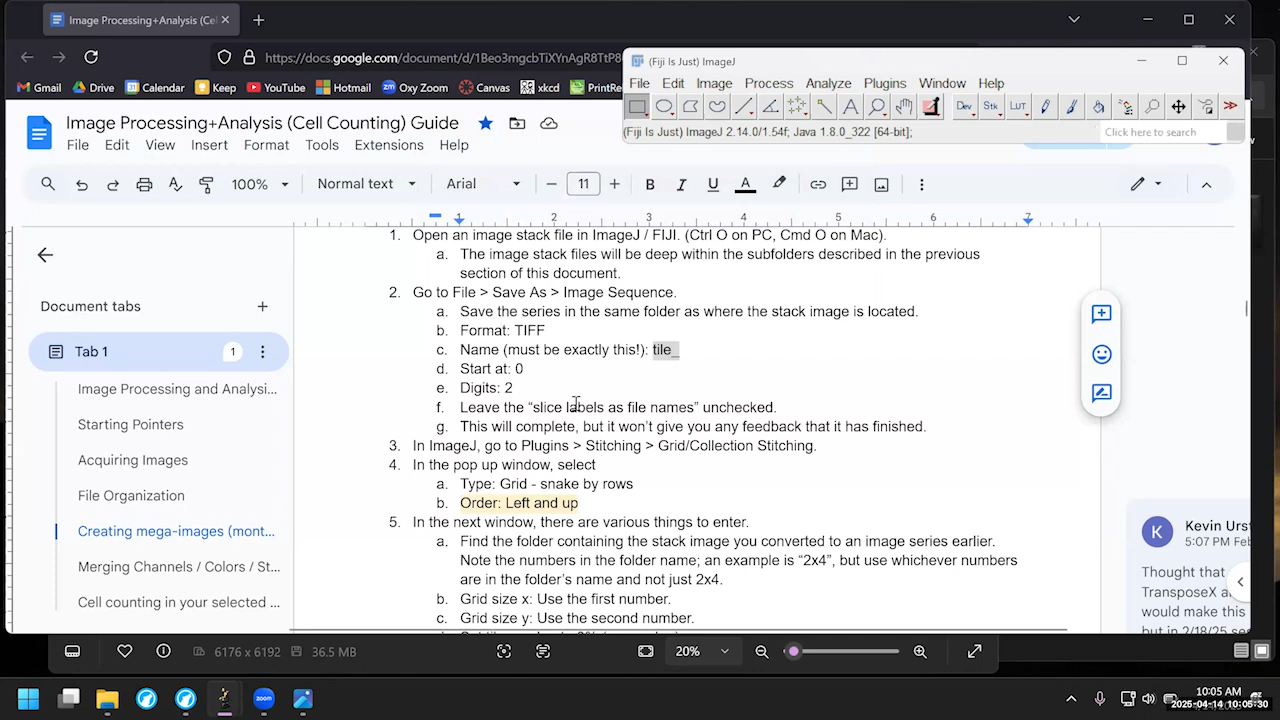 Image Processing+Analysis (Cel
https://docs.google.com/document/d/1Beo3mgcbTiXYnAgR8TtP8
Gmail Drive Calendar Keep YouTube Hotmail Oxy Zoom Canvas xkcd PrintRe
(Fiji Is Just) ImageJ
File Edit Image Process Analyze Plugins Window Help
Dev Stk LUT
(Fiji Is Just) ImageJ 2.14.0/1.54f; Java 1.8.0_322 [64-bit];
Click here to search
Image Processing+Analysis (Cell Counting) Guide
File Edit View Insert Format Tools Extensions Help
100% Normal text Arial 11 B I U A
1 2 3 4 5 6 7
Document tabs
Tab 1 1
Image Processing and Analysi...
Starting Pointers
Acquiring Images
File Organization
Creating mega-images (mont...
Merging Channels / Colors / St...
Cell counting in your selected ...
1. Open an image stack file in ImageJ / FIJI. (Ctrl O on PC, Cmd O on Mac).
a. The image stack files will be deep within the subfolders described in the previous
section of this document.
2. Go to File > Save As > Image Sequence.
a. Save the series in the same folder as where the stack image is located.
b. Format: TIFF
c. Name (must be exactly this!): tile_
d. Start at: 0
e. Digits: 2
f. Leave the “slice labels as file names” unchecked.
g. This will complete, but it won’t give you any feedback that it has finished.
3. In ImageJ, go to Plugins > Stitching > Grid/Collection Stitching.
4. In the pop up window, select
a. Type: Grid - snake by rows
b. Order: Left and up
5. In the next window, there are various things to enter.
a. Find the folder containing the stack image you converted to an image series earlier.
Note the numbers in the folder name; an example is “2x4”, but use whichever numbers
are in the folder’s name and not just 2x4.
b. Grid size x: Use the first number.
c. Grid size y: Use the second number.
K Kevin Urst
5:07 PM Feb
Thought that
TransposeX a
would make this
but in 2/18/25 se
6176 x 6192 36.5 MB 20%
zoom
10:05 AM
2025-04-14 10:05:30